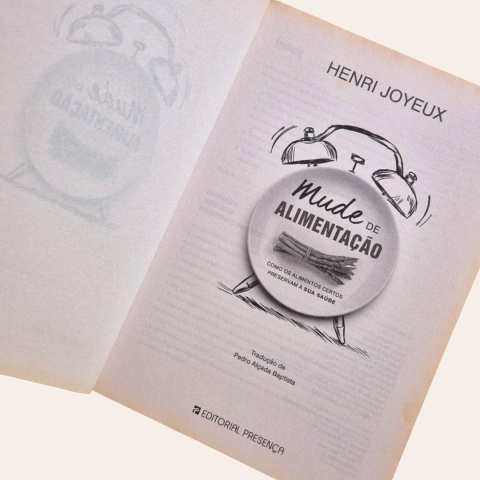 HENRI JOYEUX
Mude DE
ALIMENTAÇÃO
COMO OS ALIMENTOS CERTOS
PRESERVAM A SUA SAÚDE
Tradução de
Pedro Alçada Baptista
EDITORIAL PRESENÇA